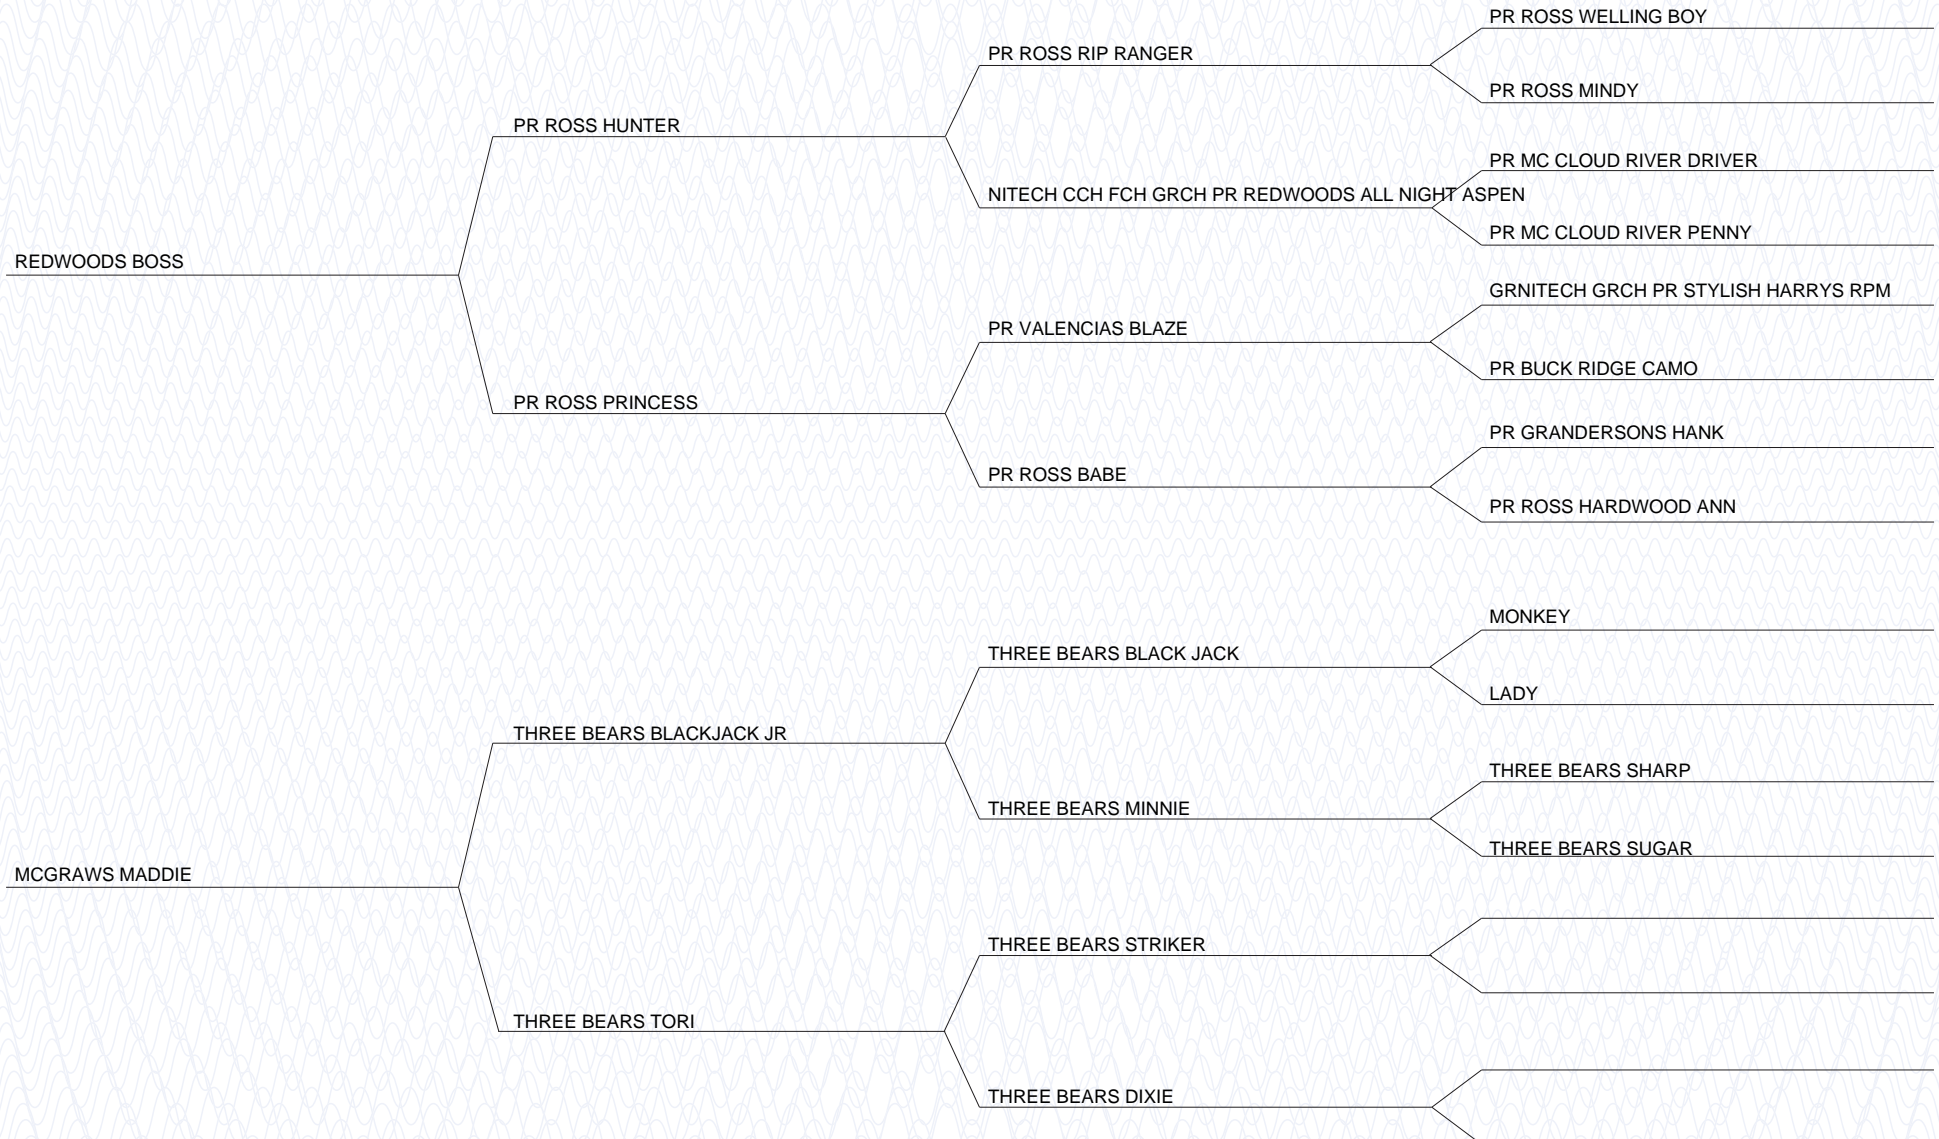 PR ROSS WELLING BOY
PR ROSS RIP RANGER
PR ROSS MINDY
PR ROSS HUNTER
PR MC CLOUD RIVER DRIVER
NITECH CCH FCH GRCH PR REDWOODS ALL NIGHT ASPEN
PR MC CLOUD RIVER PENNY
REDWOODS BOSS
GRNITECH GRCH PR STYLISH HARRYS RPM
PR VALENCIAS BLAZE
PR BUCK RIDGE CAMO
PR ROSS PRINCESS
PR GRANDERSONS HANK
PR ROSS BABE
PR ROSS HARDWOOD ANN
MONKEY
THREE BEARS BLACK JACK
LADY
THREE BEARS BLACKJACK JR
THREE BEARS SHARP
THREE BEARS MINNIE
THREE BEARS SUGAR
MCGRAWS MADDIE
THREE BEARS STRIKER
THREE BEARS TORI
THREE BEARS DIXIE